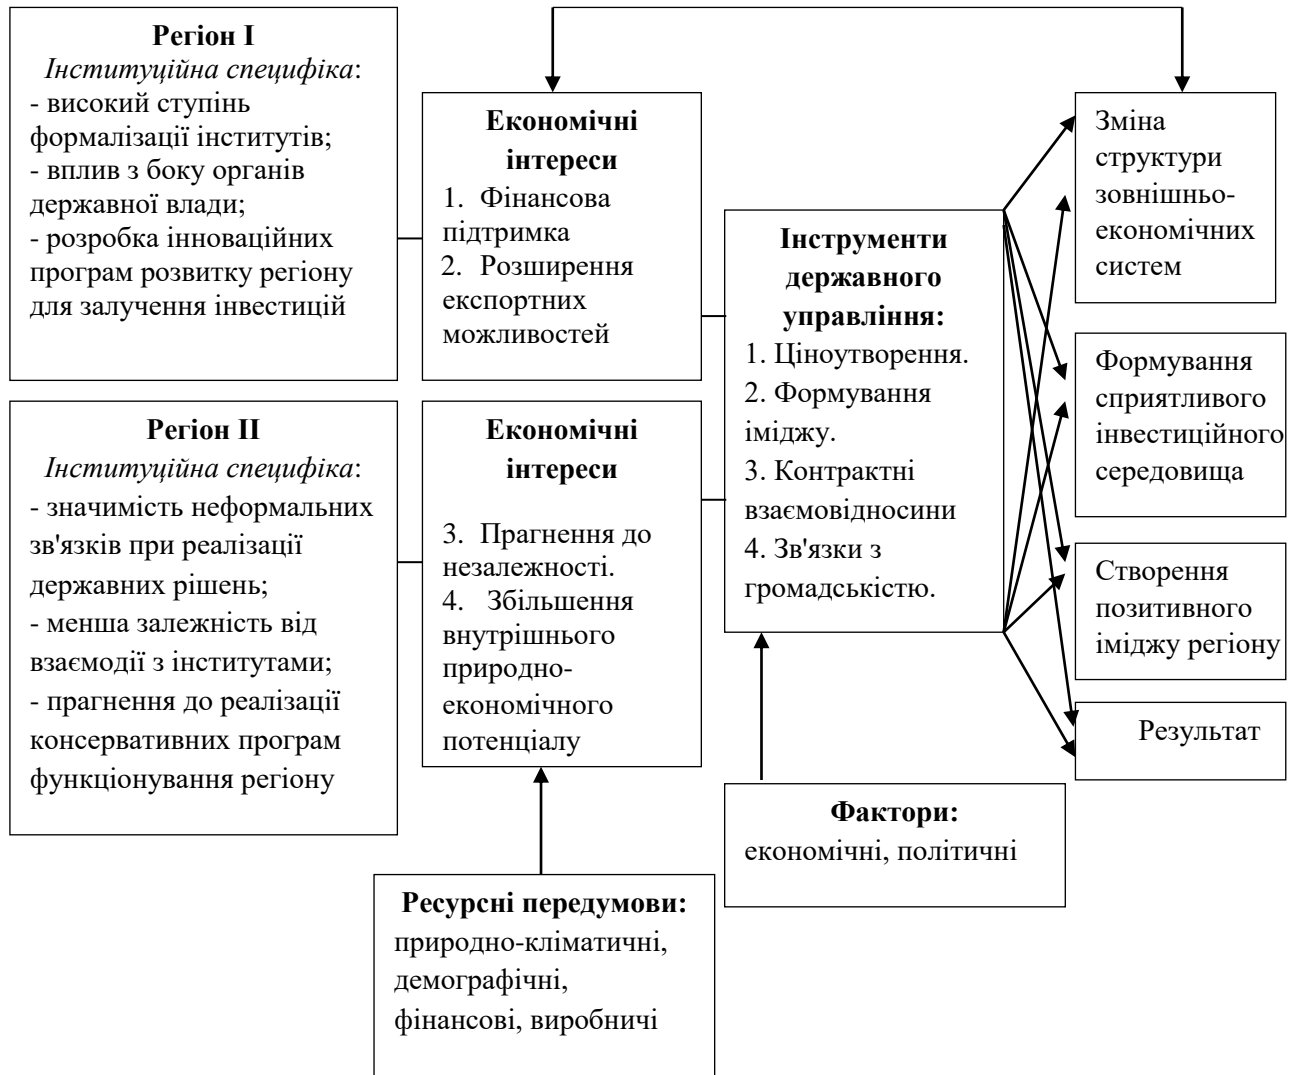 Регіон I
Інституційна специфіка:
- високий ступінь
формалізації інститутів;
- вплив з боку органів
державної влади;
- розробка інноваційних
програм розвитку регіону
для залучення інвестицій
Економічні
інтереси
1. Фінансова
підтримка
2. Розширення
експортних
можливостей
Регіон II
Інституційна специфіка:
- значимість неформальних
зв'язків при реалізації
державних рішень;
- менша залежність від
взаємодії з інститутами;
- прагнення до реалізації
консервативних програм
функціонування регіону
Економічні
інтереси
3. Прагнення до
незалежності.
4. Збільшення
внутрішнього
природно-
економічного
потенціалу
Інструменти
державного
управління:
1. Ціноутворення.
2. Формування
іміджу.
3. Контрактні
взаємовідносини
4. Зв'язки з
громадськістю.
Зміна
структури
зовнішньо-
економічних
систем
Формування
сприятливого
інвестиційного
середовища
Створення
позитивного
іміджу регіону
Результат
Фактори:
економічні, політичні
Ресурсні передумови:
природно-кліматичні,
демографічні,
фінансові, виробничі